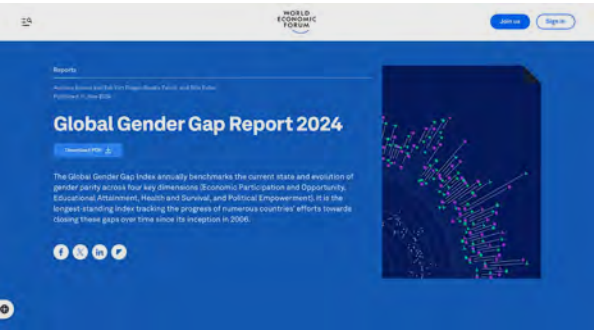 WORLD
ECONOMIC
FORUM
Join us
Sign in
Reports
Global Gender Gap Report 2024
Download PDF
The Global Gender Gap Index annually benchmarks the current state and evolution of
gender parity across four key dimensions (Economic Participation and Opportunity,
Educational Attainment, Health and Survival, and Political Empowerment). It is the
longest-standing index tracking the progress of numerous countries' efforts towards
closing these gaps over time since its inception in 2006.